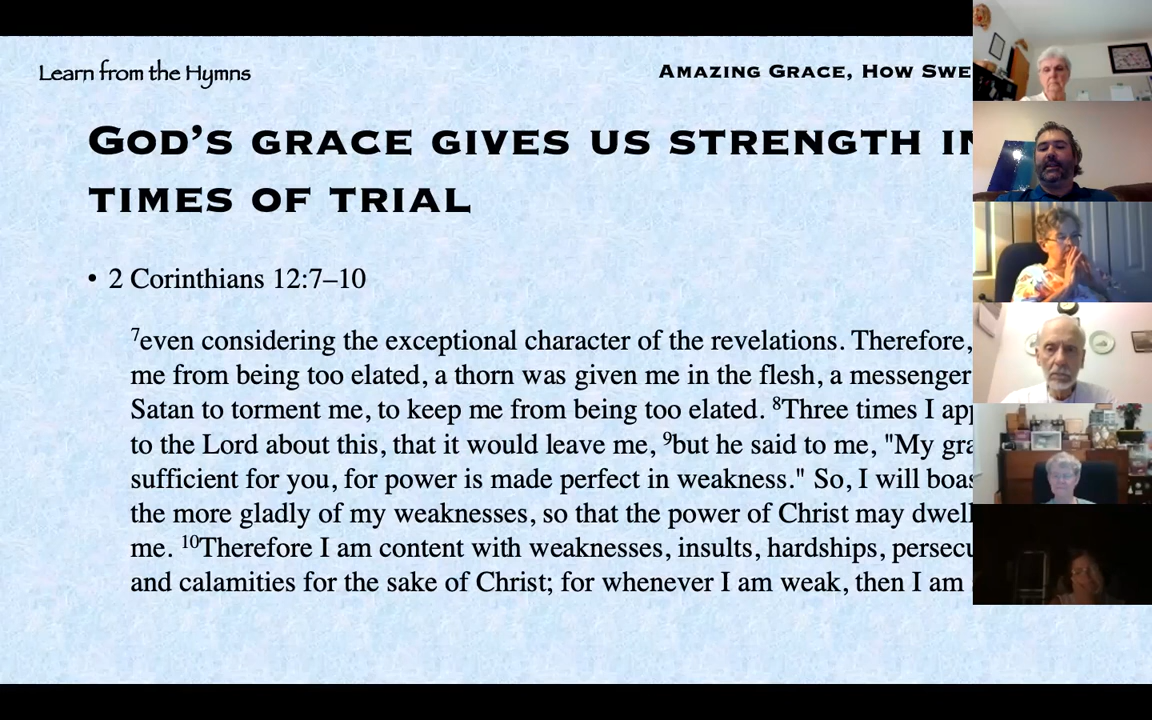 Learn from the Hymns
Amazing Grace, How Swe
God's grace gives us strength in
times of trial
• 2 Corinthians 12:7–10
7even considering the exceptional character of the revelations. Therefore,
me from being too elated, a thorn was given me in the flesh, a messenger
Satan to torment me, to keep me from being too elated. 8Three times I app
to the Lord about this, that it would leave me, 9but he said to me, "My gra
sufficient for you, for power is made perfect in weakness." So, I will boas
the more gladly of my weaknesses, so that the power of Christ may dwell
me. 10Therefore I am content with weaknesses, insults, hardships, persecu
and calamities for the sake of Christ; for whenever I am weak, then I am